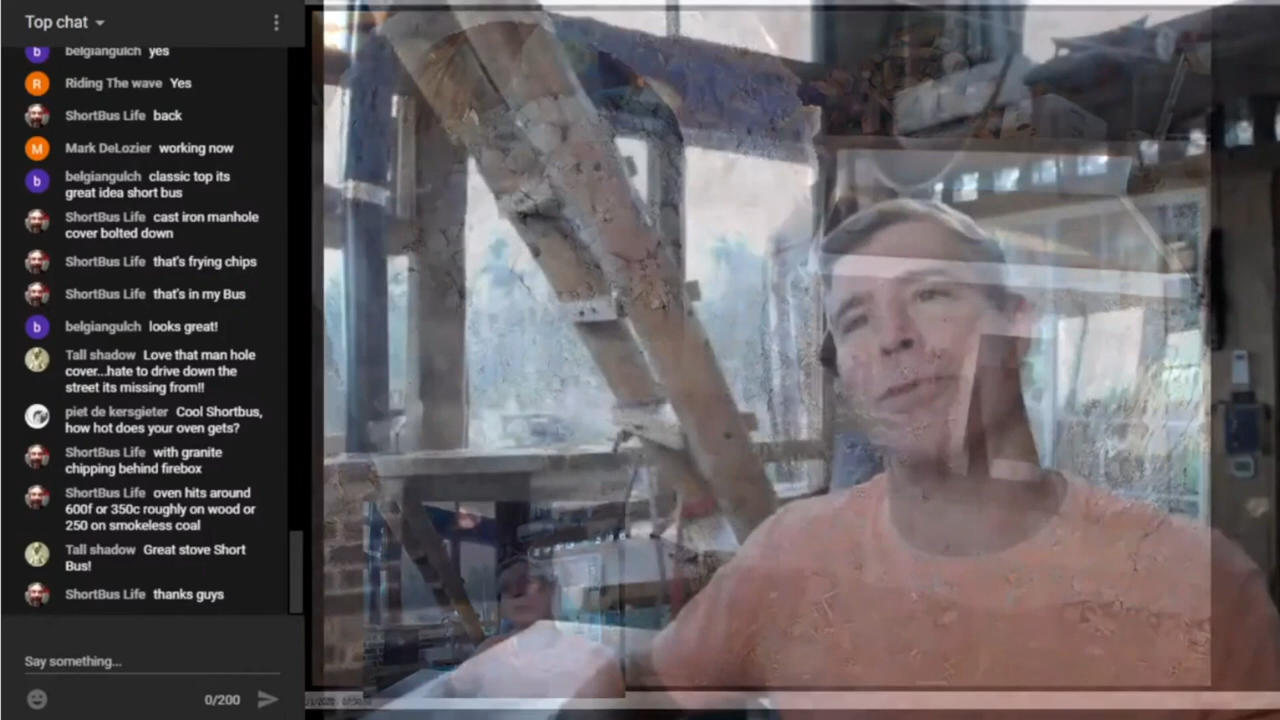 Top chat
belgiangulch yes
R Riding The wave Yes
ShortBus Life back
M Mark DeLozier working now
b belgiangulch classic top its
great idea short bus
ShortBus Life cast iron manhole
cover bolted down
ShortBus Life that's frying chips
ShortBus Life that's in my Bus
b belgiangulch looks great!
Tall shadow Love that man hole
cover...hate to drive down the
street its missing from!!
piet de kersgieter Cool Shortbus,
how hot does your oven gets?
ShortBus Life with granite
chipping behind firebox
ShortBus Life oven hits around
600f or 350c roughly on wood or
250 on smokeless coal
Tall shadow Great stove Short
Bus!
ShortBus Life thanks guys
Say something...
0/200